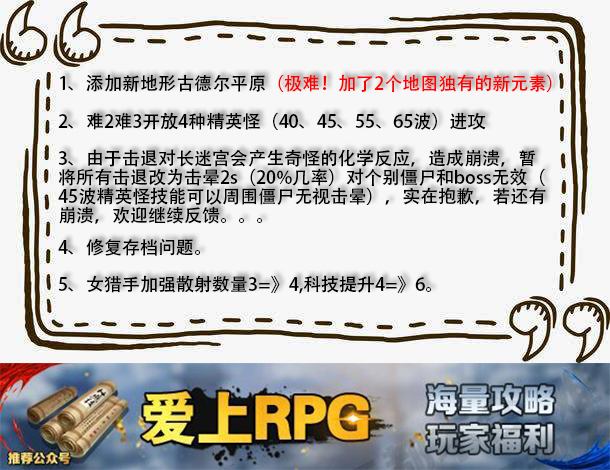 1、添加新地形古德尔平原（极难！加了2个地图独有的新元素）
2、难2难3开放4种精英怪（40、45、55、65波）进攻
3、由于击退对长迷宫会产生奇怪的化学反应，造成崩溃，暂
将所有击退改为击晕2s（20%几率）对个别僵尸和boss无效（
45波精英怪技能可以周围僵尸无视击晕），实在抱歉，若还有
崩溃，欢迎继续反馈。。。
4、修复存档问题。
5、女猎手加强散射数量3=》4,科技提升4=》6。
爱上RPG
海量攻略
玩家福利
推荐公众号